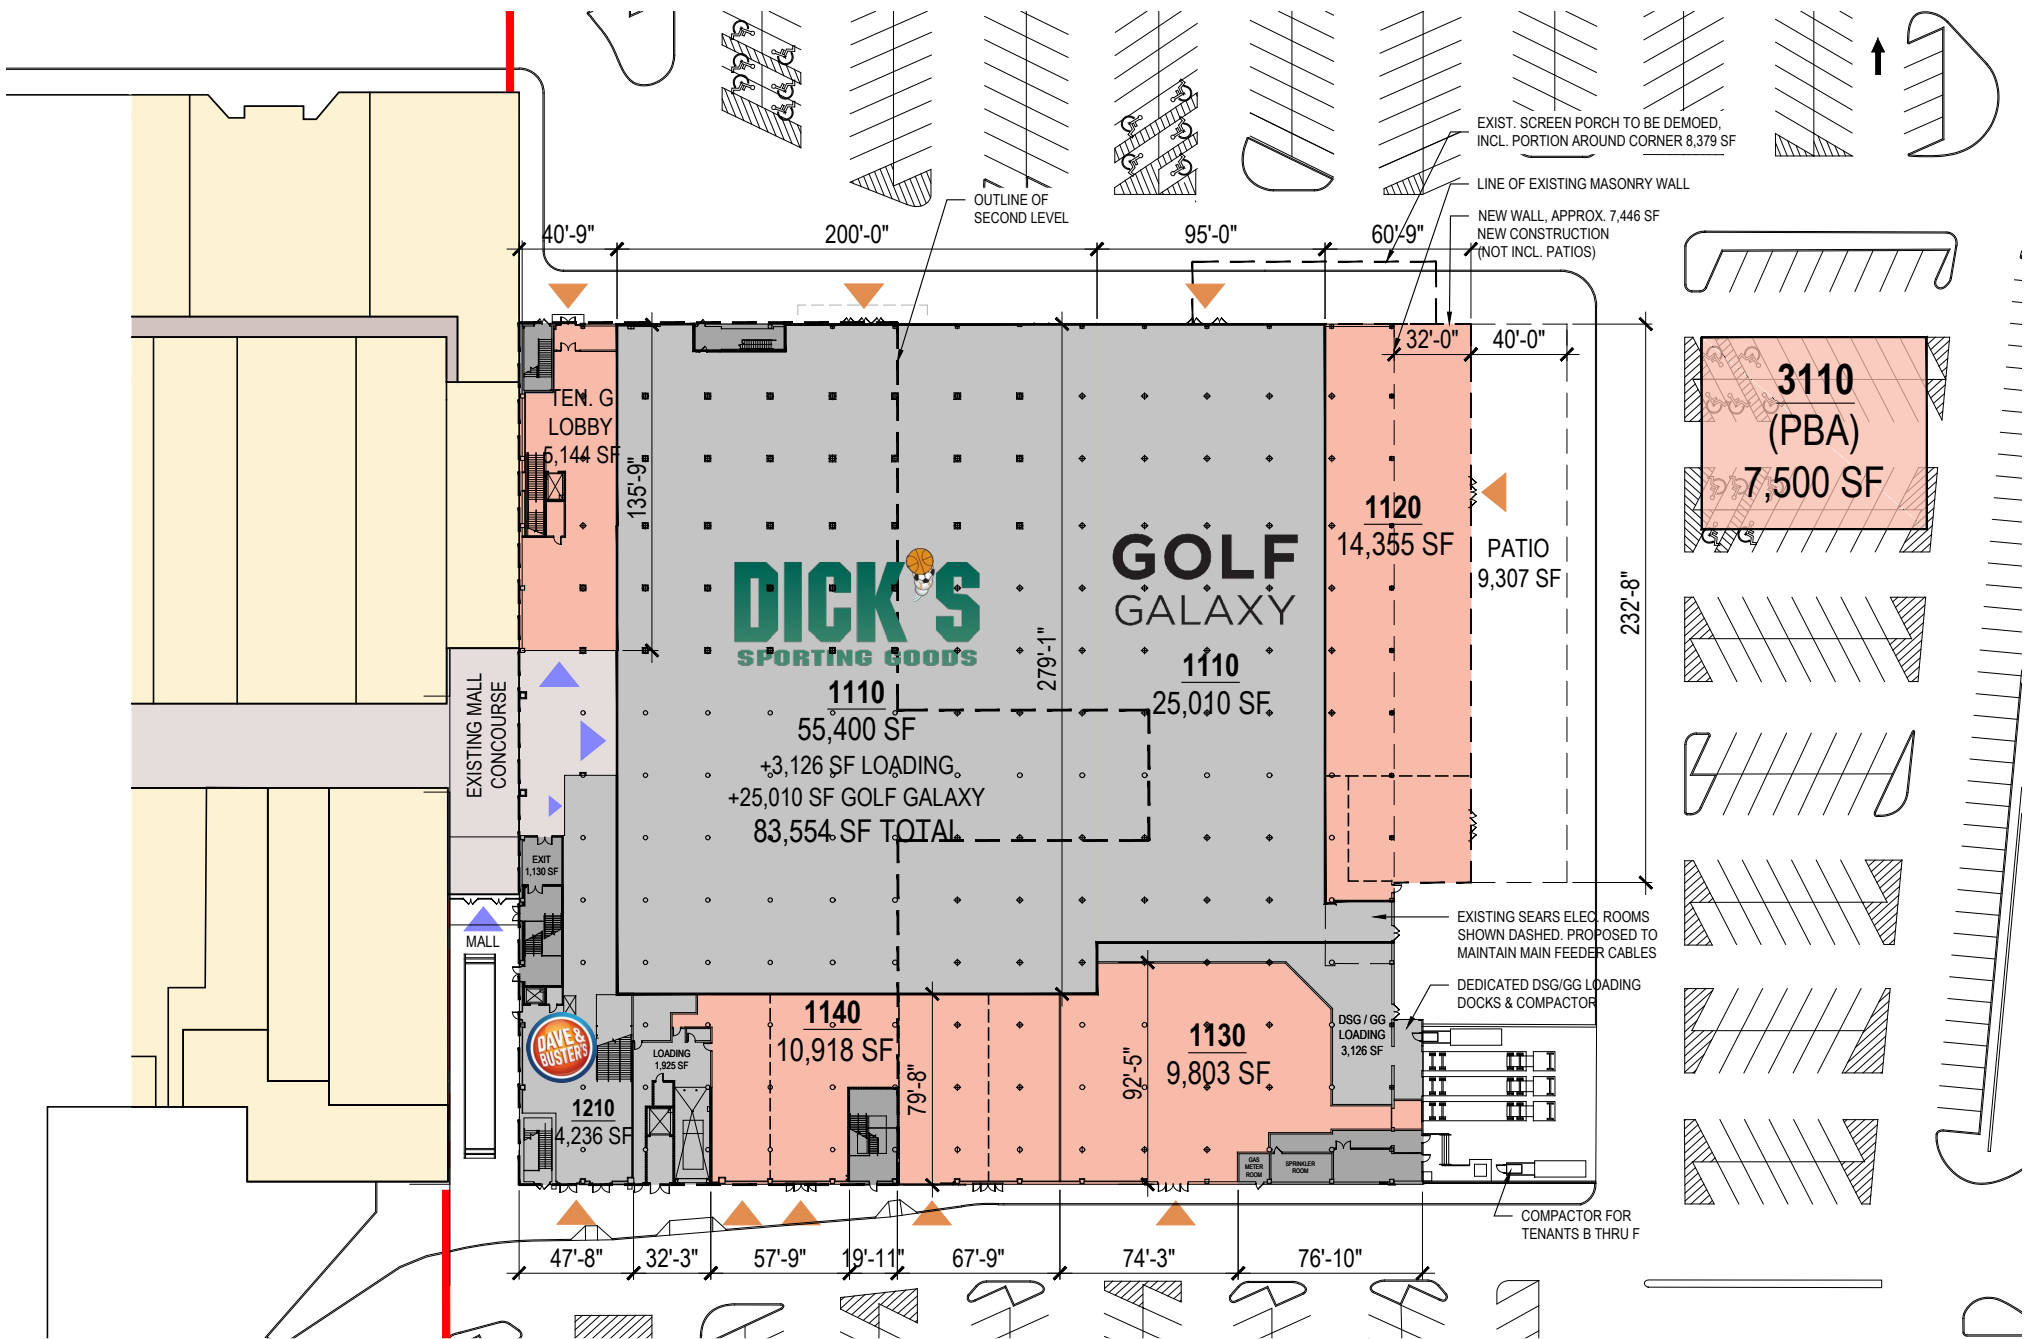 EXIST. SCREEN PORCH TO BE DEMOED,
INCL. PORTION AROUND CORNER 8,379 SF
LINE OF EXISTING MASONRY WALL
OUTLINE OF
SECOND LEVEL
NEW WALL, APPROX. 7,446 SF
NEW CONSTRUCTION
(NOT INCL. PATIOS)
40'-9"
200'-0"
95'-0"
60'-9"
32'-0"
40'-0"
3110
(PBA)
7,500 SF
TEN. G
LOBBY
5,144 SF
135'-9"
1120
14,355 SF
PATIO
9,307 SF
232'-8"
DICK'S
SPORTING GOODS
GOLF
GALAXY
279'-1"
1110
55,400 SF
+3,126 SF LOADING
+25,010 SF GOLF GALAXY
83,554 SF TOTAL
1110
25,010 SF
EXISTING MALL
CONCOURSE
EXIT
1,130 SF
MALL
EXISTING SEARS ELEC. ROOMS
SHOWN DASHED. PROPOSED TO
MAINTAIN MAIN FEEDER CABLES
DEDICATED DSG/GG LOADING
DOCKS & COMPACTOR
DAVE &
BUSTER'S
LOADING
1,925 SF
1140
10,918 SF
1130
9,803 SF
DSG / GG
LOADING
3,126 SF
79'-8"
92'-5"
1210
4,236 SF
GAS
METER
ROOM
SPRINKLER
ROOM
COMPACTOR FOR
TENANTS B THRU F
47'-8"
32'-3"
57'-9"
19'-11"
67'-9"
74'-3"
76'-10"